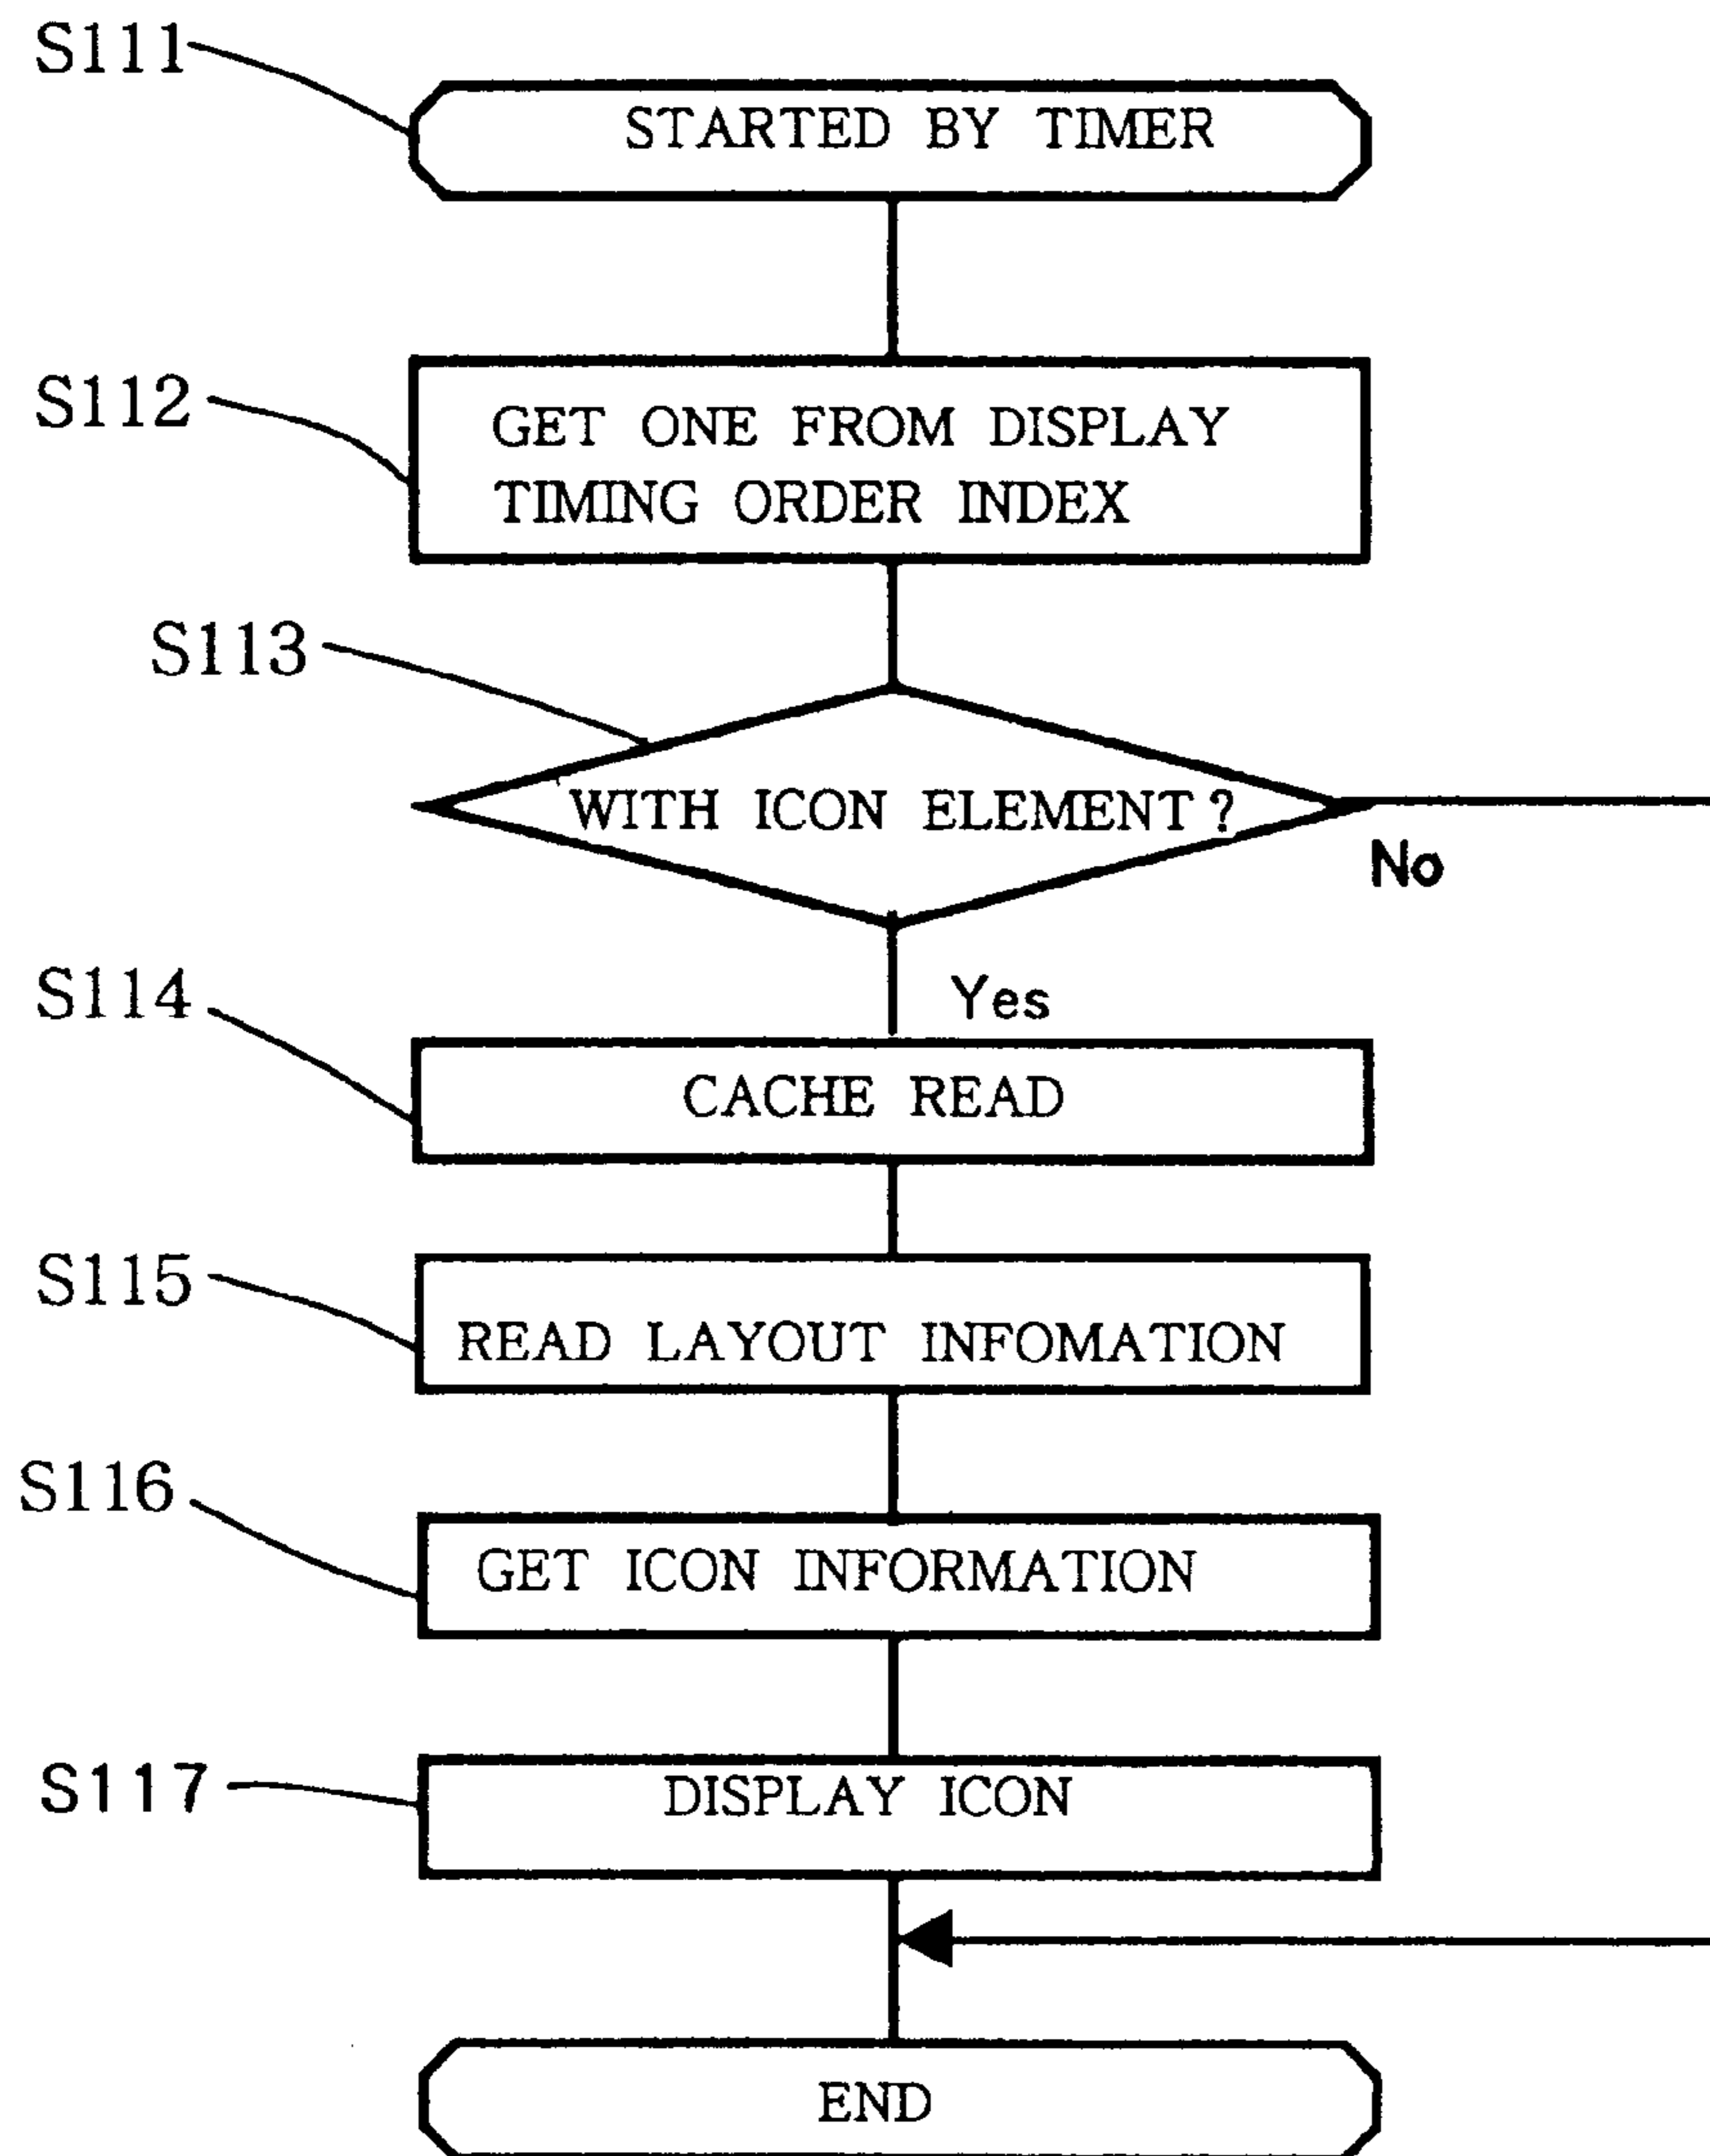 S111
STARTED BY TIMER
S112
GET ONE FROM DISPLAY
TIMING ORDER INDEX
S113
WITH ICON ELEMENT?
No
Yes
S114
CACHE READ
S115
READ LAYOUT INFOMATION
S116
GET ICON INFORMATION
S117
DISPLAY ICON
END